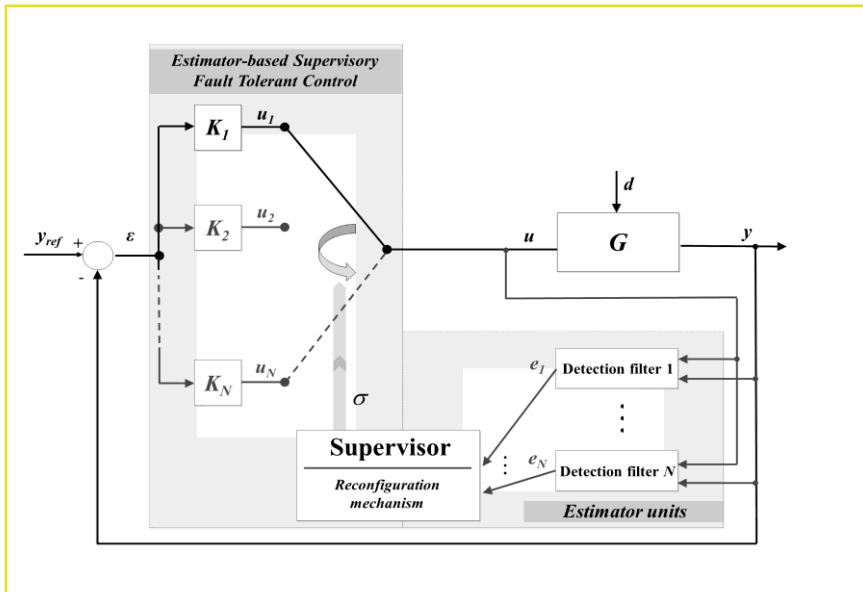 Estimator-based Supervisory
Fault Tolerant Control
K1
u1
K2
u2
d
yref
+
-
ε
u
G
y
KN
uN
σ
e1
Detection filter 1
⋮
eN
⋮
Detection filter N
Supervisor
Reconfiguration
mechanism
Estimator units